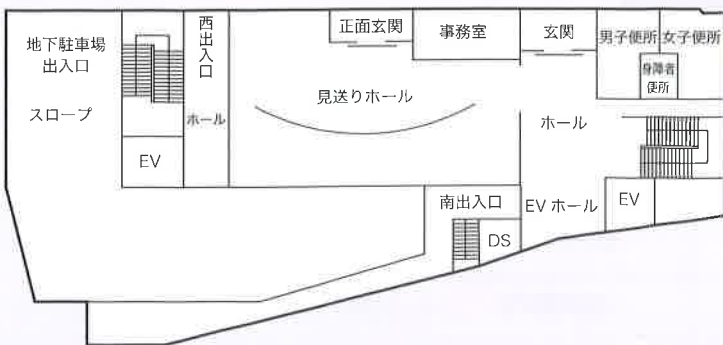 地下駐車場
出入口
スロープ
EV
西出入口
ホール
正面玄関
事務室
玄関
男子便所
女子便所
身障者
便所
見送りホール
ホール
南出入口
EVホール
EV
DS